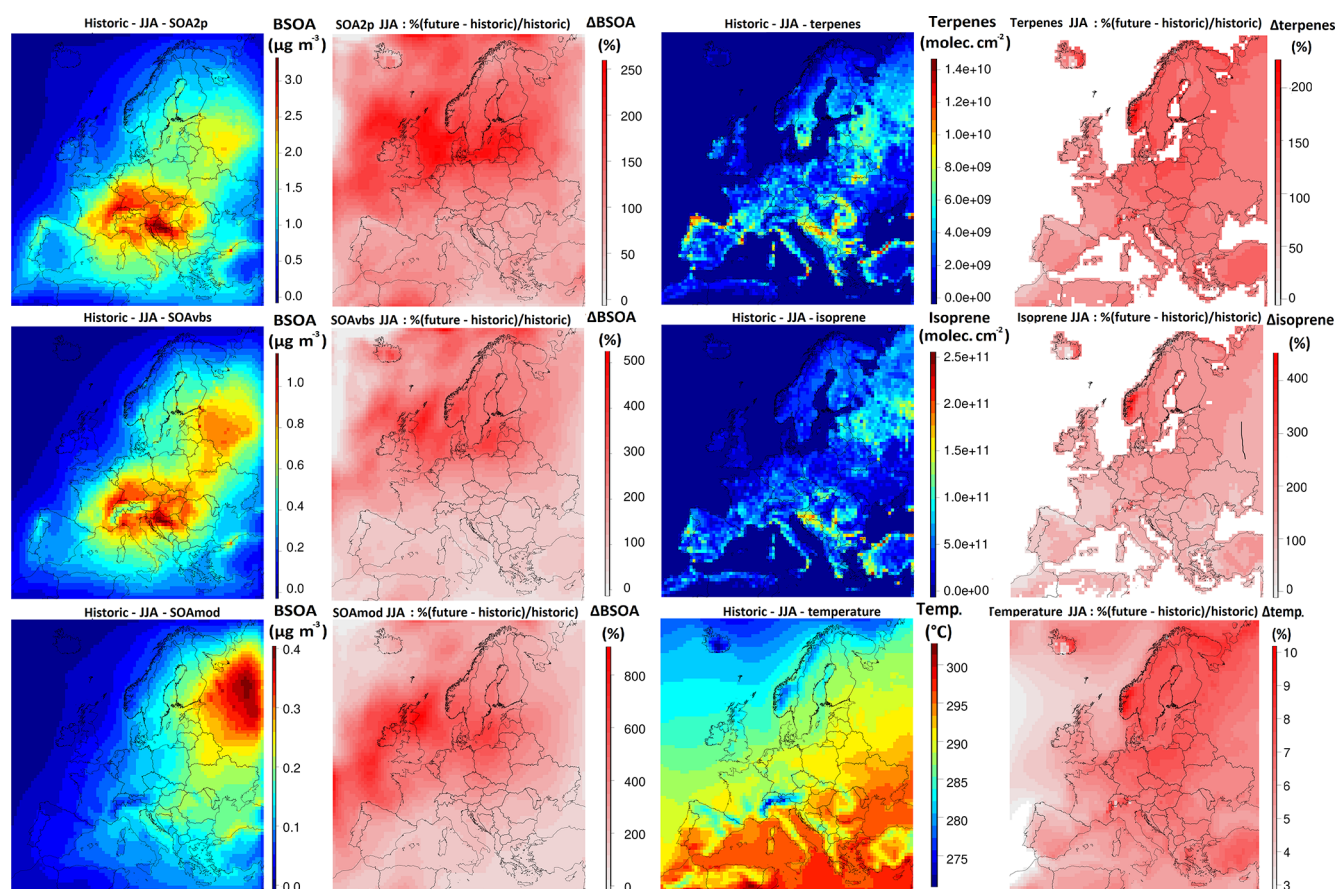 Historic - JJA - SOA2p
BSOA
(µg m⁻³)
3.0
2.5
2.0
1.5
1.0
0.5
0.0
SOA2p JJA : %(future - historic)/historic)
ΔBSOA
(%)
250
200
150
100
50
0
Historic - JJA - terpenes
Terpenes
(molec. cm⁻²)
1.4e+10
1.2e+10
1.0e+10
8.0e+09
6.0e+09
4.0e+09
2.0e+09
0.0e+00
Terpenes JJA : %(future - historic)/historic)
Δterpenes
(%)
200
150
100
50
0
Historic - JJA - SOAvbs
BSOA
(µg m⁻³)
1.0
0.8
0.6
0.4
0.2
0.0
SOAvbs JJA : %(future - historic)/historic)
ΔBSOA
(%)
500
400
300
200
100
0
Historic - JJA - isoprene
Isoprene
(molec. cm⁻²)
2.5e+11
2.0e+11
1.5e+11
1.0e+11
5.0e+11
0.0e+00
Isoprene JJA : %(future - historic)/historic)
Δisoprene
(%)
400
300
200
100
0
Historic - JJA - SOAmod
BSOA
(µg m⁻³)
0.4
0.3
0.2
0.1
0.0
SOAmod JJA : %(future - historic)/historic)
ΔBSOA
(%)
800
600
400
200
0
Historic - JJA - temperature
Temp.
(°C)
300
295
290
285
280
275
Temperature JJA : %(future - historic)/historic)
Δtemp.
(%)
10
9
8
7
6
5
4
3